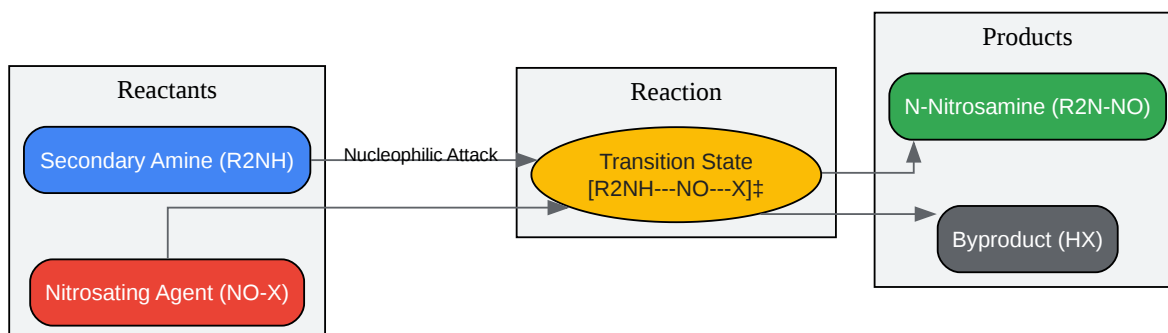 Reactants
Secondary Amine (R2NH)
Nitrosating Agent (NO-X)
Nucleophilic Attack
Reaction
Transition State
[R2NH---NO---X]‡
Products
N-Nitrosamine (R2N-NO)
Byproduct (HX)